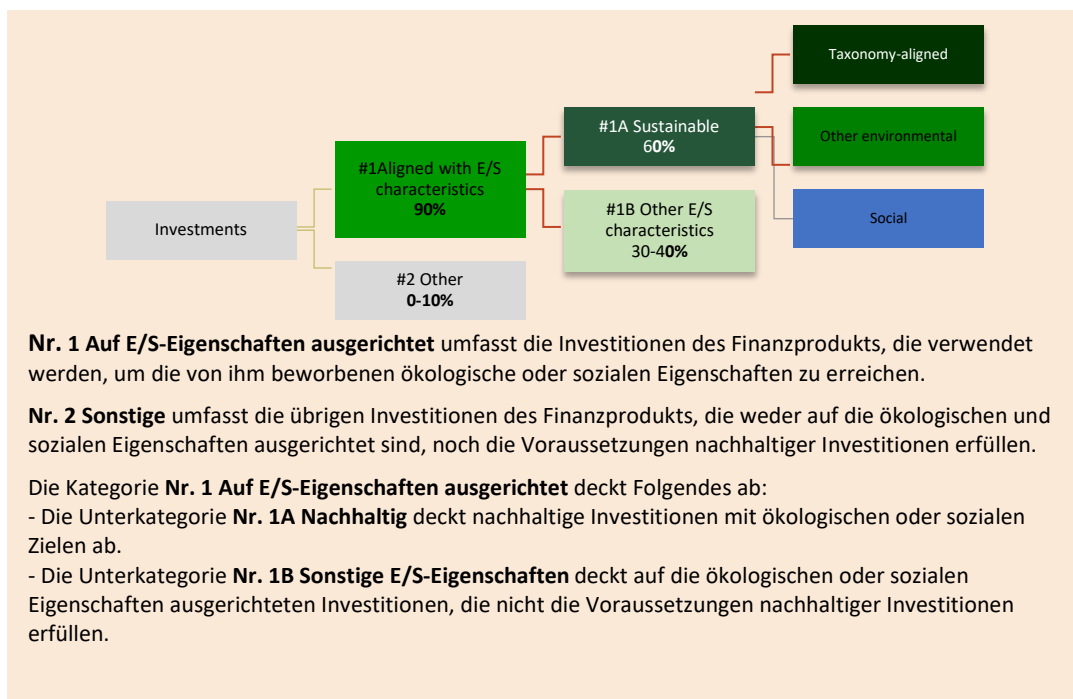 Taxonomy-aligned
#1A Sustainable
60%
Other environmental
#1Aligned with E/S
characteristics
90%
#1B Other E/S
characteristics
30-40%
Social
Investments
#2 Other
0-10%
Nr. 1 Auf E/S-Eigenschaften ausgerichtet umfasst die Investitionen des Finanzprodukts, die verwendet
werden, um die von ihm beworbenen ökologische oder sozialen Eigenschaften zu erreichen.
Nr. 2 Sonstige umfasst die übrigen Investitionen des Finanzprodukts, die weder auf die ökologischen und
sozialen Eigenschaften ausgerichtet sind, noch die Voraussetzungen nachhaltiger Investitionen erfüllen.
Die Kategorie Nr. 1 Auf E/S-Eigenschaften ausgerichtet deckt Folgendes ab:
- Die Unterkategorie Nr. 1A Nachhaltig deckt nachhaltige Investitionen mit ökologischen oder sozialen
Zielen ab.
- Die Unterkategorie Nr. 1B Sonstige E/S-Eigenschaften deckt auf die ökologischen oder sozialen
Eigenschaften ausgerichteten Investitionen, die nicht die Voraussetzungen nachhaltiger Investitionen
erfüllen.